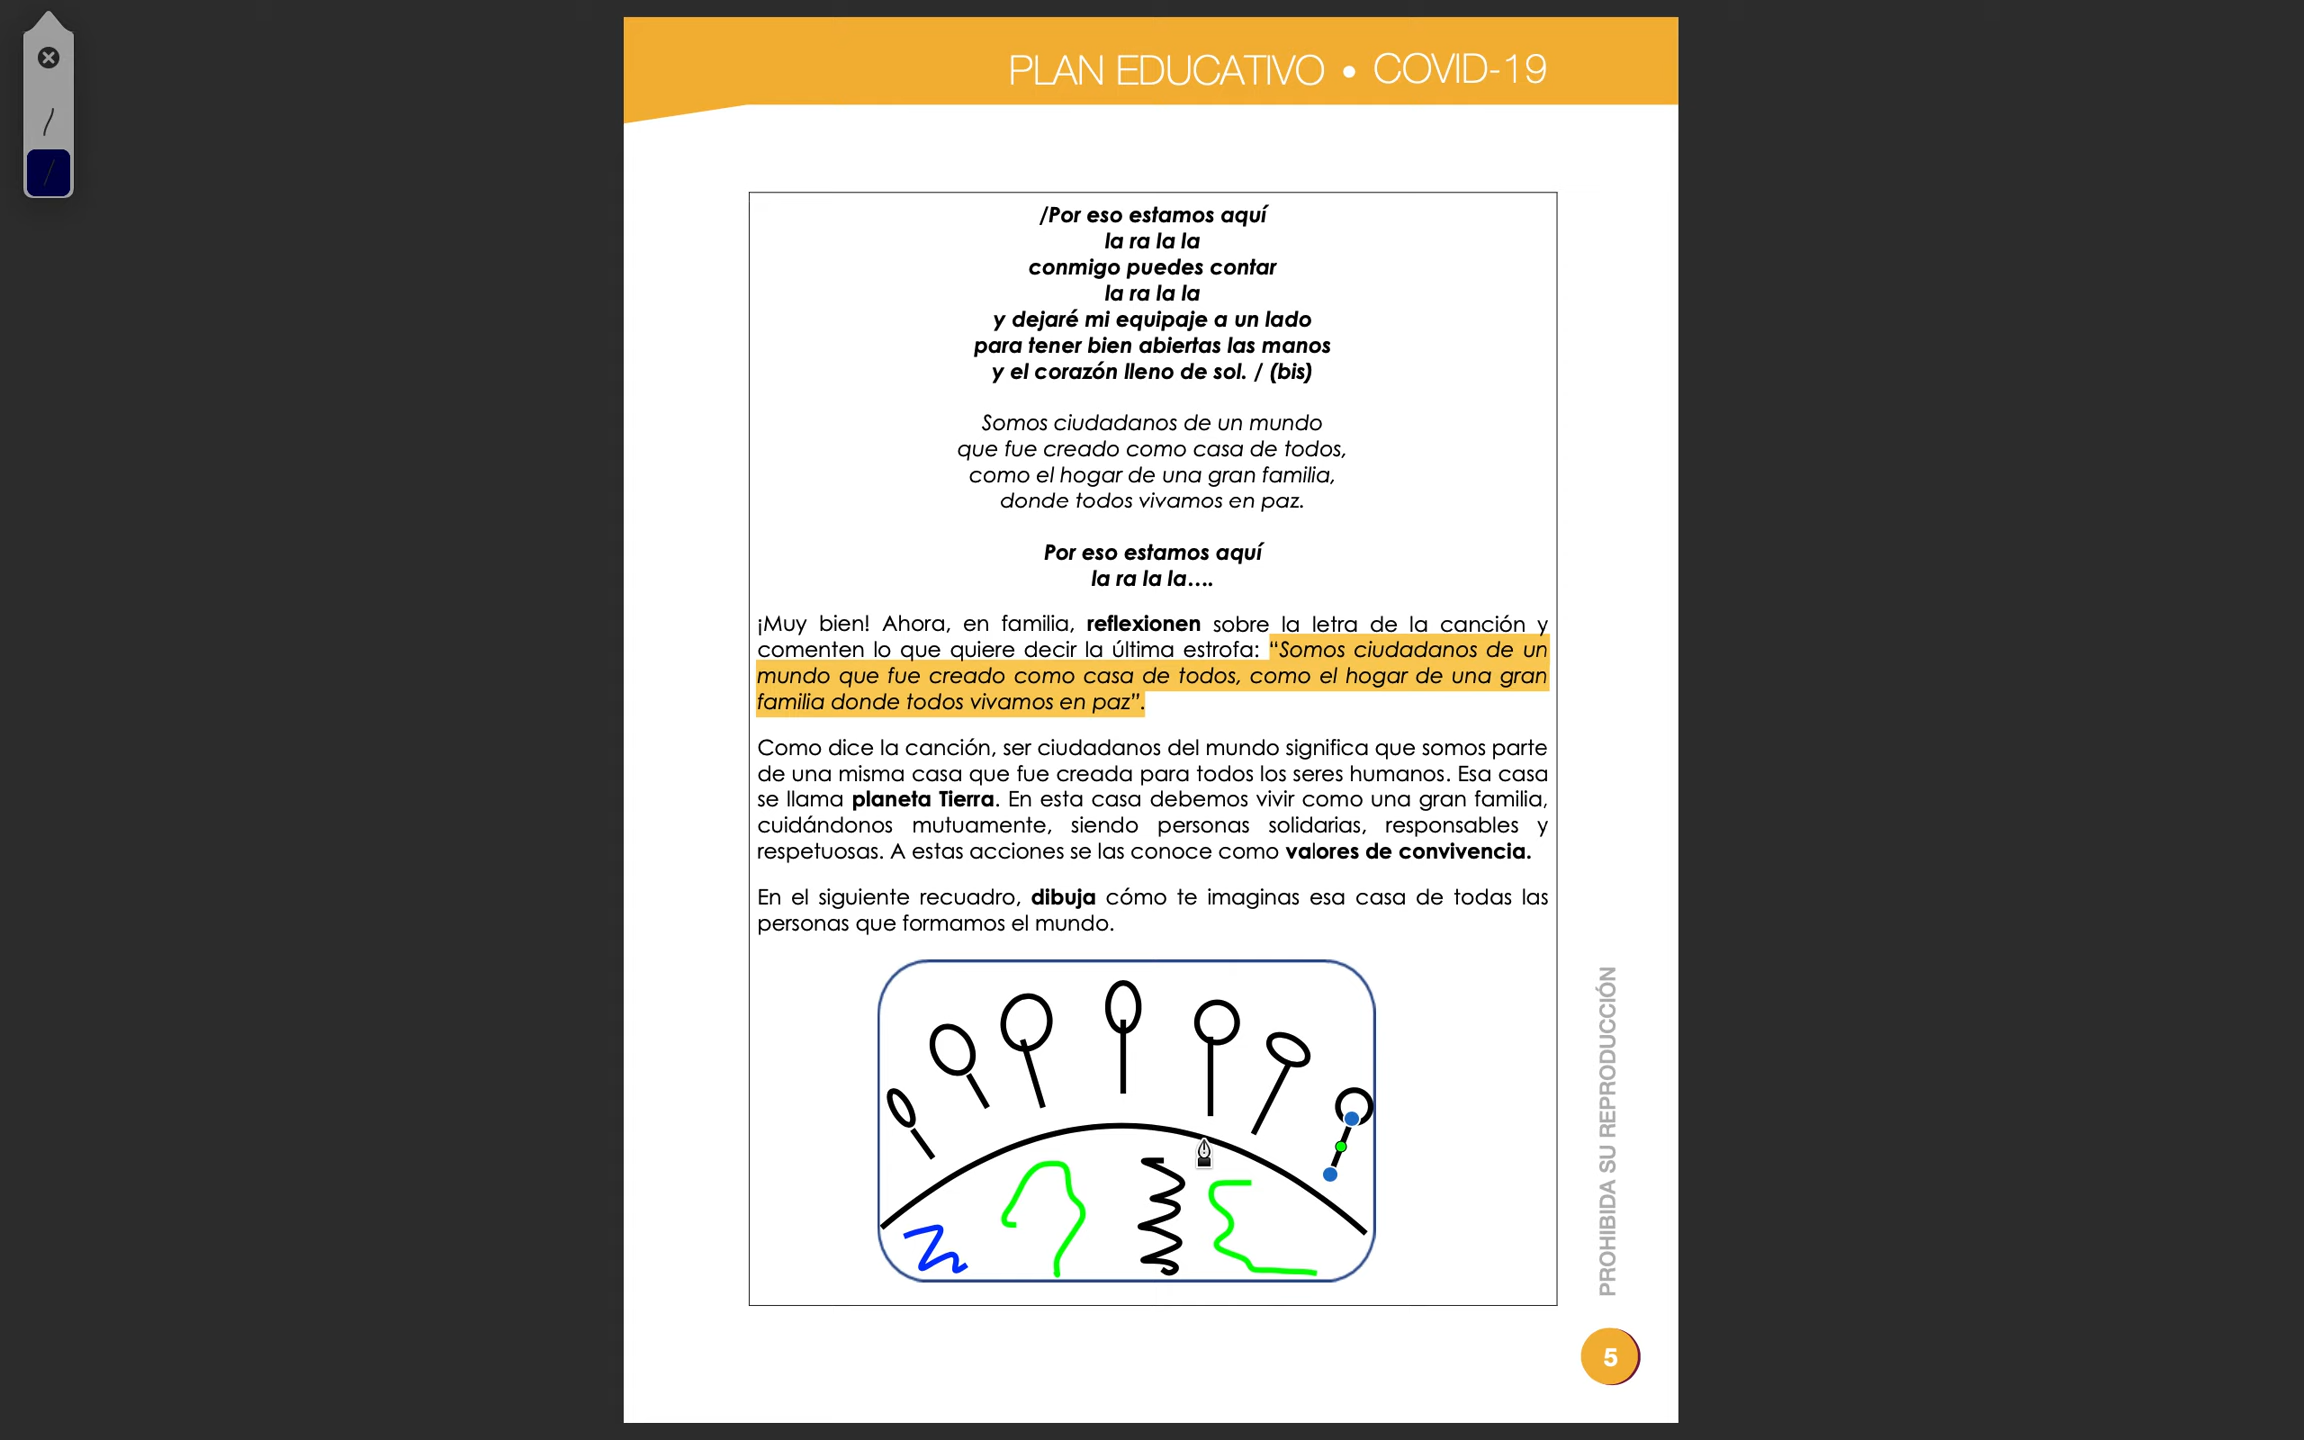 PLAN EDUCATIVO • COVID-19
/Por eso estamos aquí
la ra la la
conmigo puedes contar
la ra la la
y dejaré mi equipaje a un lado
para tener bien abiertas las manos
y el corazón lleno de sol. / (bis)
Somos ciudadanos de un mundo
que fue creado como casa de todos,
como el hogar de una gran familia,
donde todos vivamos en paz.
Por eso estamos aquí
la ra la la....
¡Muy bien! Ahora, en familia, reflexionen sobre la letra de la canción y
comenten lo que quiere decir la última estrofa: “Somos ciudadanos de un
mundo que fue creado como casa de todos, como el hogar de una gran
familia donde todos vivamos en paz”.
Como dice la canción, ser ciudadanos del mundo significa que somos parte
de una misma casa que fue creada para todos los seres humanos. Esa casa
se llama planeta Tierra. En esta casa debemos vivir como una gran familia,
cuidándonos mutuamente, siendo personas solidarias, responsables y
respetuosas. A estas acciones se las conoce como valores de convivencia.
En el siguiente recuadro, dibuja cómo te imaginas esa casa de todas las
personas que formamos el mundo.
PROHIBIDA SU REPRODUCCIÓN
5